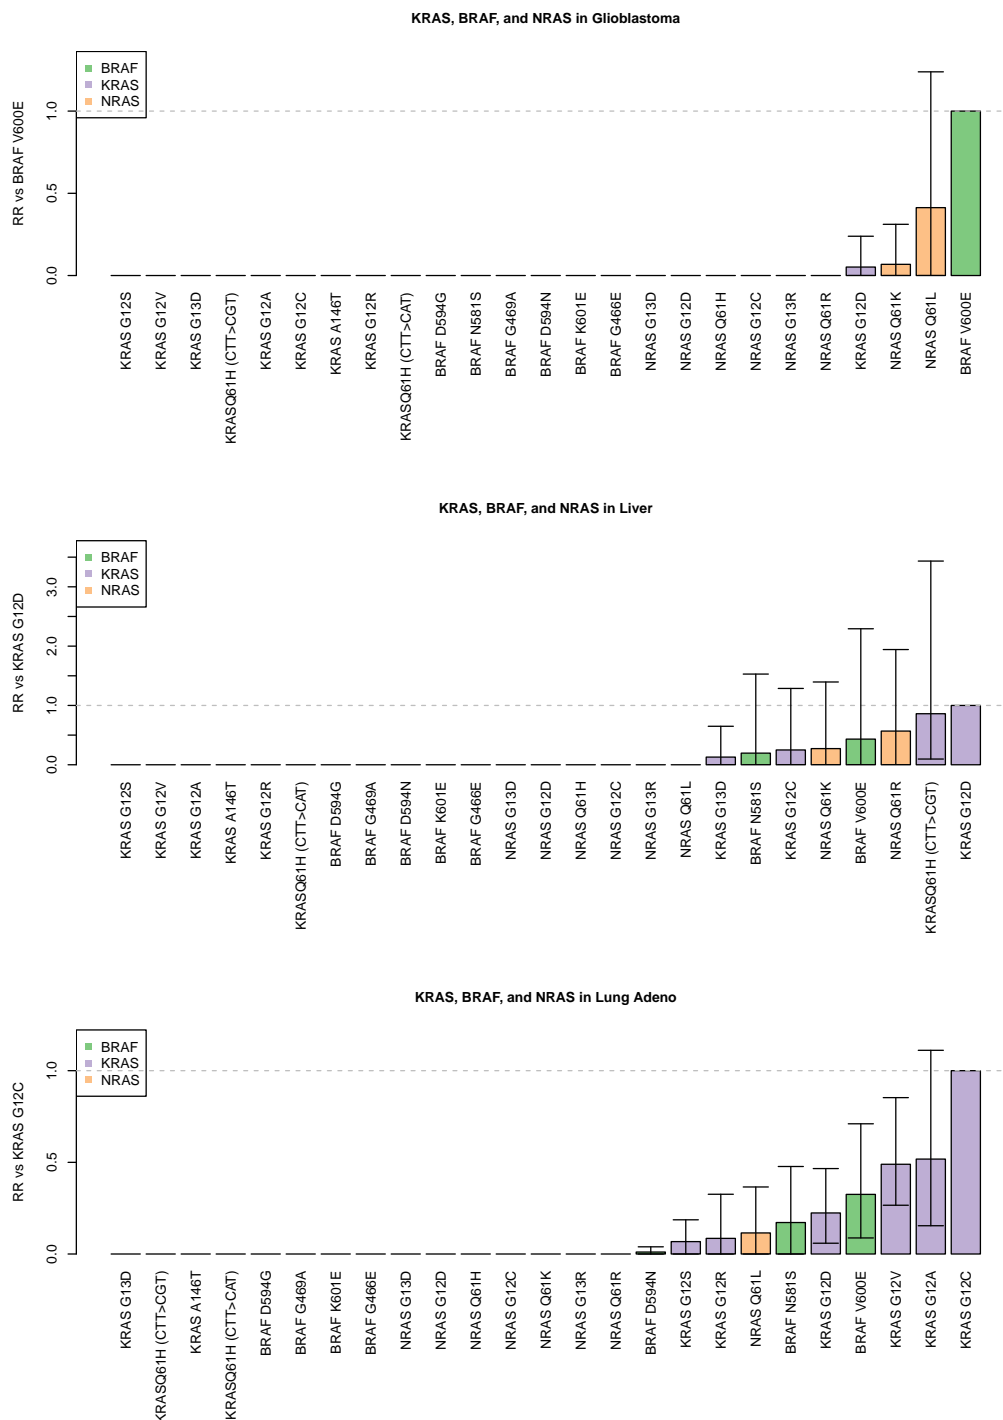 KRAS, BRAF, and NRAS in Glioblastoma
BRAF
KRAS
NRAS
RR vs BRAF V600E
1.0
0.5
0.0
KRAS G12S
KRAS G12V
KRAS G13D
KRASQ61H (CTT>CGT)
KRAS G12A
KRAS G12C
KRAS A146T
KRAS G12R
KRASQ61H (CTT>CAT)
BRAF D594G
BRAF N581S
BRAF G469A
BRAF D594N
BRAF K601E
BRAF G466E
NRAS G13D
NRAS G12D
NRAS Q61H
NRAS G12C
NRAS G13R
NRAS Q61R
KRAS G12D
NRAS Q61K
NRAS Q61L
BRAF V600E
KRAS, BRAF, and NRAS in Liver
BRAF
KRAS
NRAS
RR vs KRAS G12D
3.0
2.0
1.0
0.0
KRAS G12S
KRAS G12V
KRAS G12A
KRAS A146T
KRAS G12R
KRASQ61H (CTT>CAT)
BRAF D594G
BRAF G469A
BRAF D594N
BRAF K601E
BRAF G466E
NRAS G13D
NRAS G12D
NRAS Q61H
NRAS G12C
NRAS G13R
NRAS Q61L
KRAS G13D
BRAF N581S
KRAS G12C
NRAS Q61K
BRAF V600E
NRAS Q61R
KRASQ61H (CTT>CGT)
KRAS G12D
KRAS, BRAF, and NRAS in Lung Adeno
BRAF
KRAS
NRAS
RR vs KRAS G12C
1.0
0.5
0.0
KRAS G13D
KRASQ61H (CTT>CGT)
KRAS A146T
KRASQ61H (CTT>CAT)
BRAF D594G
BRAF G469A
BRAF K601E
BRAF G466E
NRAS G13D
NRAS G12D
NRAS Q61H
NRAS G12C
NRAS Q61K
NRAS G13R
NRAS Q61R
BRAF D594N
KRAS G12S
KRAS G12R
NRAS Q61L
BRAF N581S
KRAS G12D
BRAF V600E
KRAS G12V
KRAS G12A
KRAS G12C